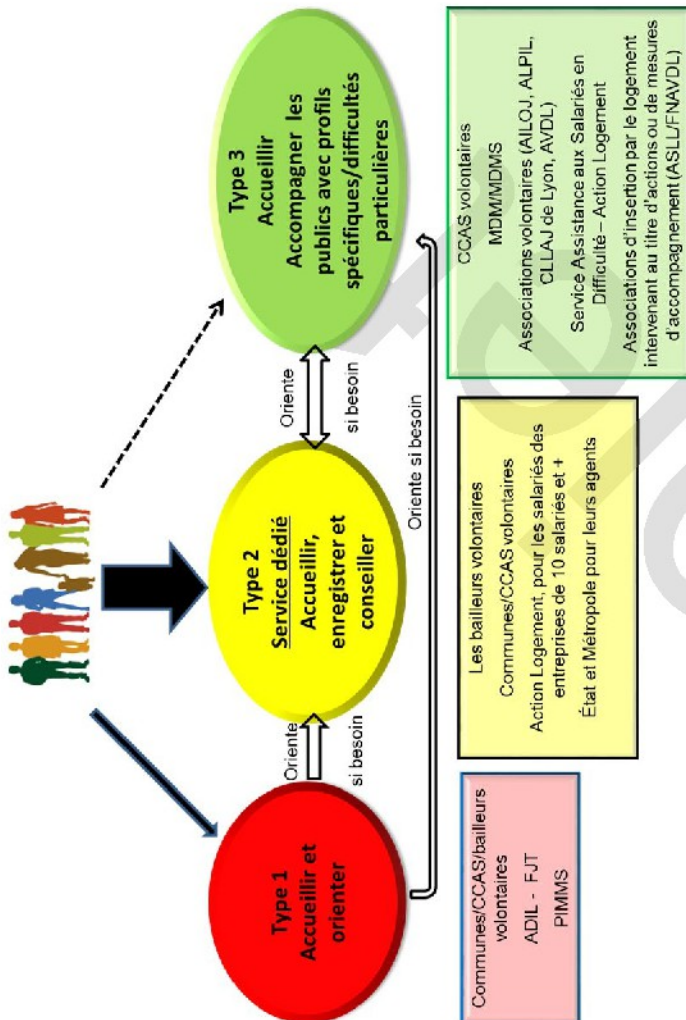 Type 1
Accueillir et
orienter
Oriente
si besoin
Type 2
Service dédié
Accueillir,
enregistrer et
conseiller
Oriente
si besoin
Type 3
Accueillir
Accompagner les
publics avec profils
spécifiques/difficultés
particulières
Oriente si besoin
Communes/CCAS/bailleurs
volontaires
ADIL - FJT
PIMMS
Les bailleurs volontaires
Communes/CCAS volontaires
Action Logement, pour les salariés des
entreprises de 10 salariés et +
État et Métropole pour leurs agents
CCAS volontaires
MDM/MDMS
Associations volontaires (AILOJ, ALPIL,
CLLAJ de Lyon, AVDL)
Service Assistance aux Salariés en
Difficulté – Action Logement
Associations d'insertion par le logement
intervenant au titre d'actions ou de mesures
d'accompagnement (ASLL/FNAVDL)